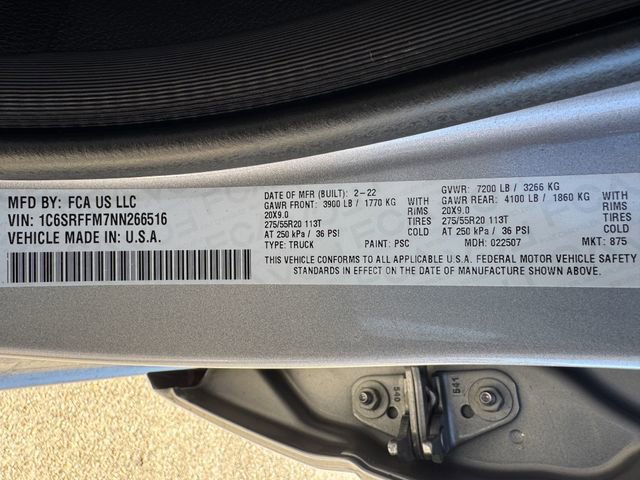 MFD BY: FCA US LLC
VIN: 1C6SRFFM7NN266516
VEHICLE MADE IN: U.S.A.
DATE OF MFR (BUILT): 2-22
GAWR FRONT: 3900 LB / 1770 KG WITH
20X9.0 RIMS
275/55R20 113T TIRES
AT 250 kPa / 36 PSI COLD
TYPE: TRUCK PAINT: PSC
GVWR: 7200 LB / 3266 KG
GAWR REAR: 4100 LB / 1860 KG WITH
20X9.0 RIMS
275/55R20 113T TIRES
AT 250 kPa / 36 PSI COLD
MDH: 022507 MKT: 875
THIS VEHICLE CONFORMS TO ALL APPLICABLE U.S.A. FEDERAL MOTOR VEHICLE SAFETY
STANDARDS IN EFFECT ON THE DATE OF MANUFACTURE SHOWN ABOVE.
540
541